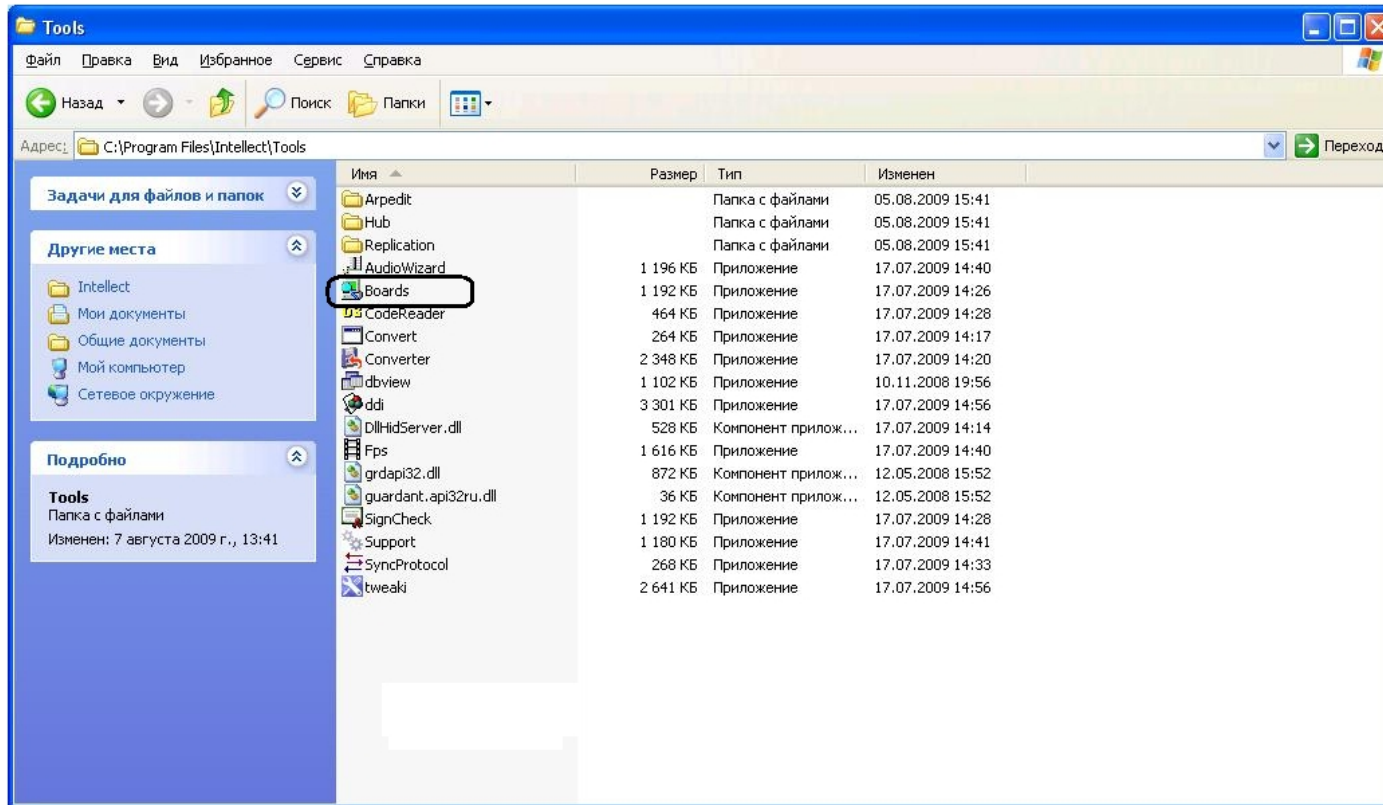 Tools
Файл Правка Вид Избранное Сервис Справка
Назад Поиск Папки
Адрес: C:\Program Files\Intellect\Tools Переход
Задачи для файлов и папок
Другие места
Intellect
Мои документы
Общие документы
Мой компьютер
Сетевое окружение
Подробно
Tools
Папка с файлами
Изменен: 7 августа 2009 г., 13:41
Имя Размер Тип Изменен
Arpedit Папка с файлами 05.08.2009 15:41
Hub Папка с файлами 05.08.2009 15:41
Replication Папка с файлами 05.08.2009 15:41
AudioWizard 1 196 КБ Приложение 17.07.2009 14:40
Boards 1 192 КБ Приложение 17.07.2009 14:26
CodeReader 464 КБ Приложение 17.07.2009 14:28
Convert 264 КБ Приложение 17.07.2009 14:17
Converter 2 348 КБ Приложение 17.07.2009 14:20
dbview 1 102 КБ Приложение 10.11.2008 19:56
ddi 3 301 КБ Приложение 17.07.2009 14:56
DllHidServer.dll 528 КБ Компонент прилож... 17.07.2009 14:14
Fps 1 616 КБ Приложение 17.07.2009 14:40
grdapi32.dll 872 КБ Компонент прилож... 12.05.2008 15:52
guardant.api32ru.dll 36 КБ Компонент прилож... 12.05.2008 15:52
SignCheck 1 192 КБ Приложение 17.07.2009 14:28
Support 1 180 КБ Приложение 17.07.2009 14:41
SyncProtocol 268 КБ Приложение 17.07.2009 14:33
tweaki 2 641 КБ Приложение 17.07.2009 14:56